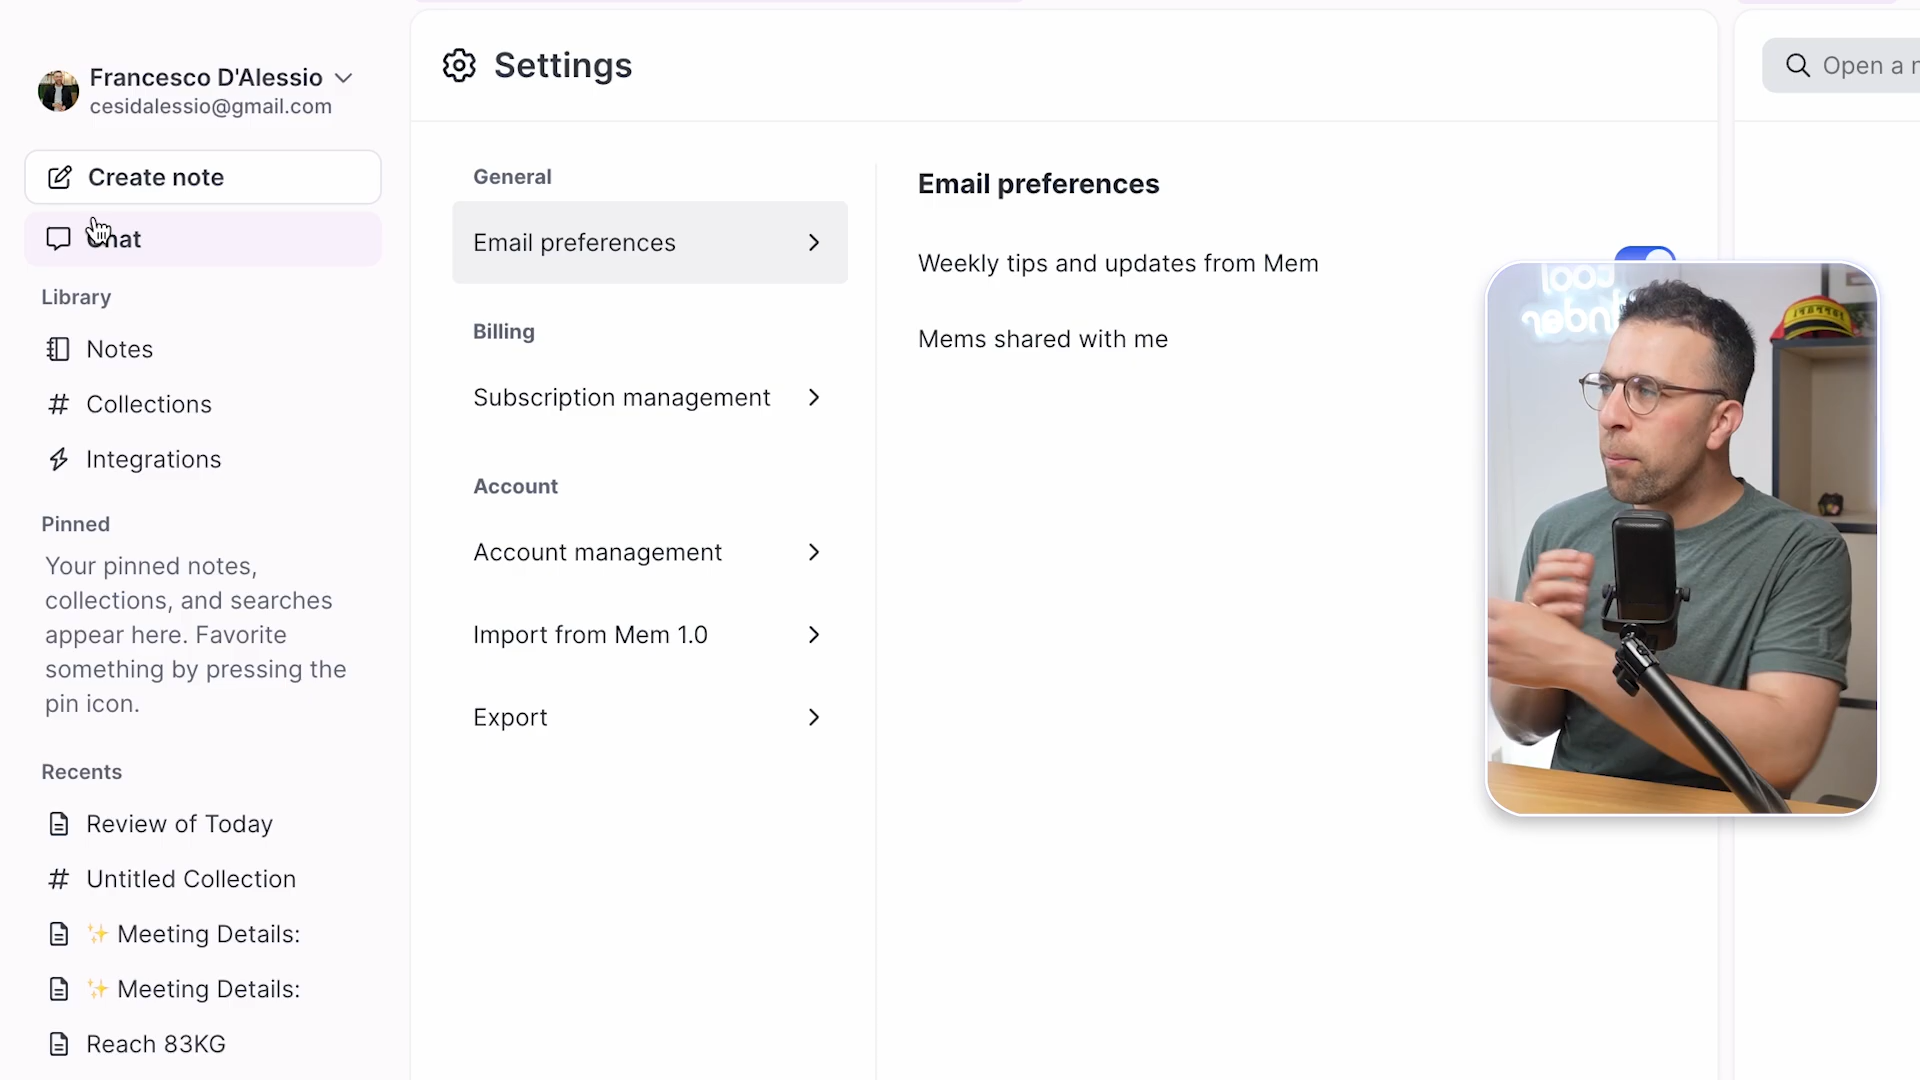 Francesco D'Alessio
cesidalessio@gmail.com
Create note
Chat
Library
Notes
Collections
Integrations
Pinned
Your pinned notes,
collections, and searches
appear here. Favorite
something by pressing the
pin icon.
Recents
Review of Today
Untitled Collection
✨ Meeting Details:
✨ Meeting Details:
Reach 83KG
Settings
General
Email preferences
Billing
Subscription management
Account
Account management
Import from Mem 1.0
Export
Email preferences
Weekly tips and updates from Mem
Mems shared with me
Open a